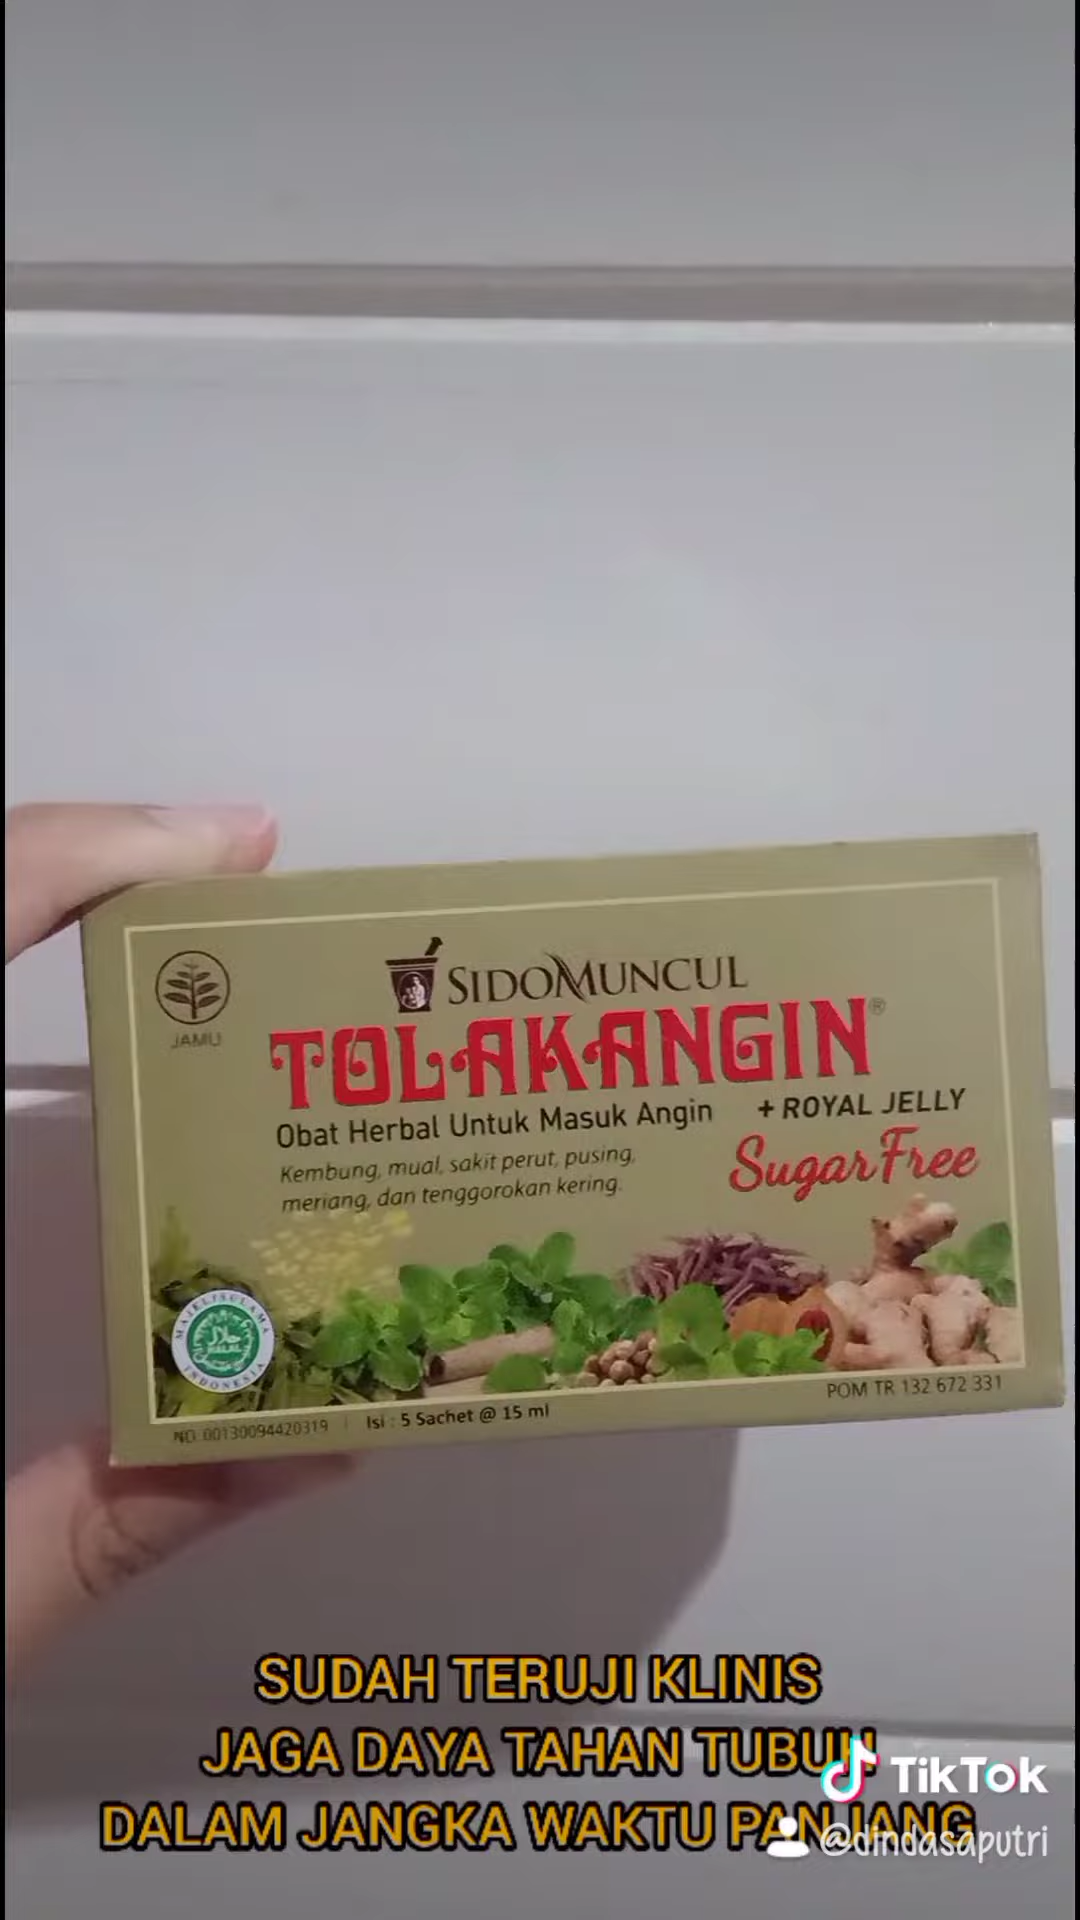 JAMU
SIDOMUNCUL
TOLAKANGIN®
Obat Herbal Untuk Masuk Angin
+ ROYAL JELLY
Kembung, mual, sakit perut, pusing,
meriang, dan tenggorokan kering.
Sugar Free
MAJELIS ULAMA
HALAL
INDONESIA
NO. 00130094420319 | Isi : 5 Sachet @ 15 ml
POM TR 132 672 331
SUDAH TERUJI KLINIS
JAGA DAYA TAHAN TUBUH
DALAM JANGKA WAKTU PANJANG
TikTok
@dindasaputri